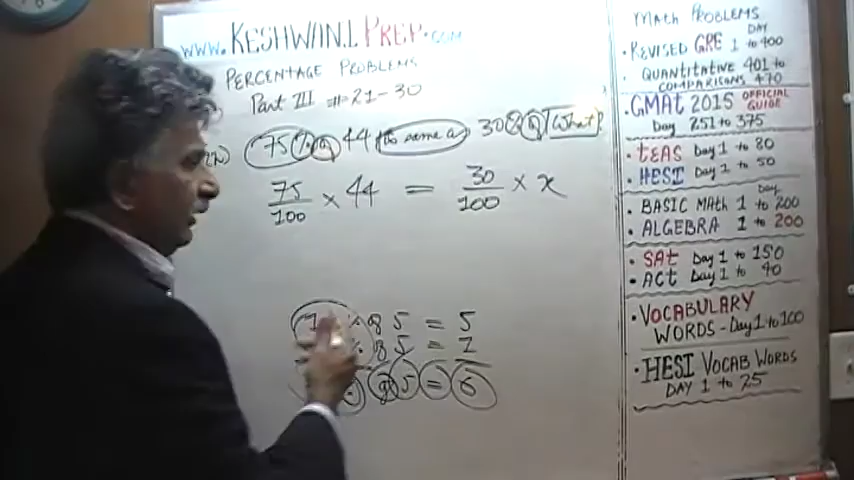 www. KESHWANI PREP.com
PERCENTAGE PROBLEMS
Part III #21-30
75 % of 44 is same as 30 % of What?
75/100 × 44 = 30/100 × x
85 = 5
85 = 2
5 = 6
MATH PROBLEMS
DAY
• REVISED GRE 1 to 400
• QUANTITATIVE 401 to
COMPARISONS 470
• GMAT 2015 OFFICIAL GUIDE
Day 251 to 375
• TEAS Day 1 to 80
• HESI Day 1 to 50
Day
• BASIC MATH 1 to 200
• ALGEBRA 1 to 200
• SAT Day 1 to 150
• ACT Day 1 to 40
• VOCABULARY
WORDS - Day 1 to 100
• HESI VOCAB WORDS
DAY 1 to 25